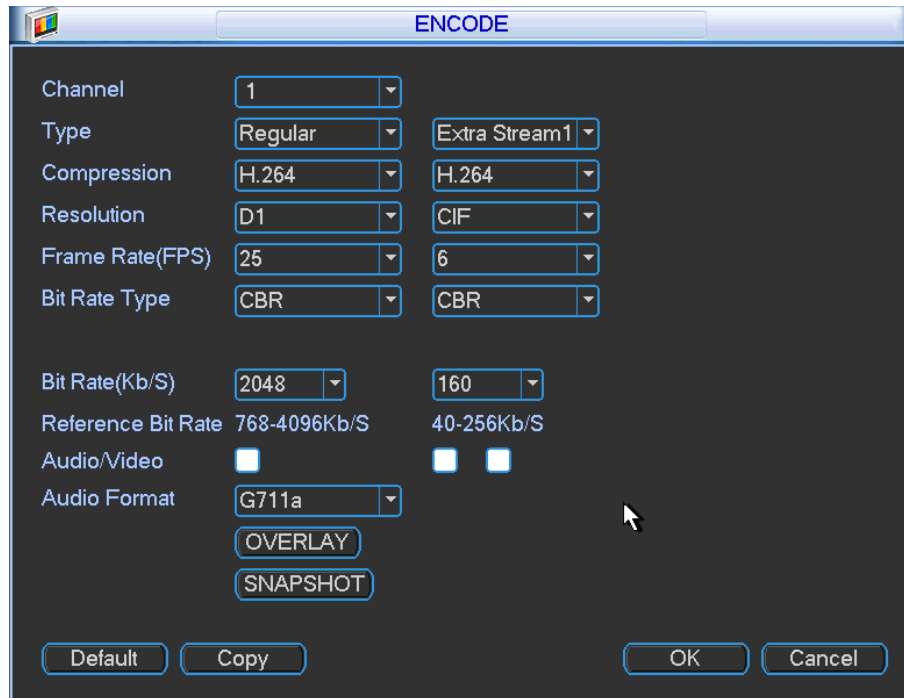 ENCODE
Channel 1
Type Regular Extra Stream1
Compression H.264 H.264
Resolution D1 CIF
Frame Rate(FPS) 25 6
Bit Rate Type CBR CBR
Bit Rate(Kb/S) 2048 160
Reference Bit Rate 768-4096Kb/S 40-256Kb/S
Audio/Video
Audio Format G711a
OVERLAY
SNAPSHOT
Default Copy OK Cancel